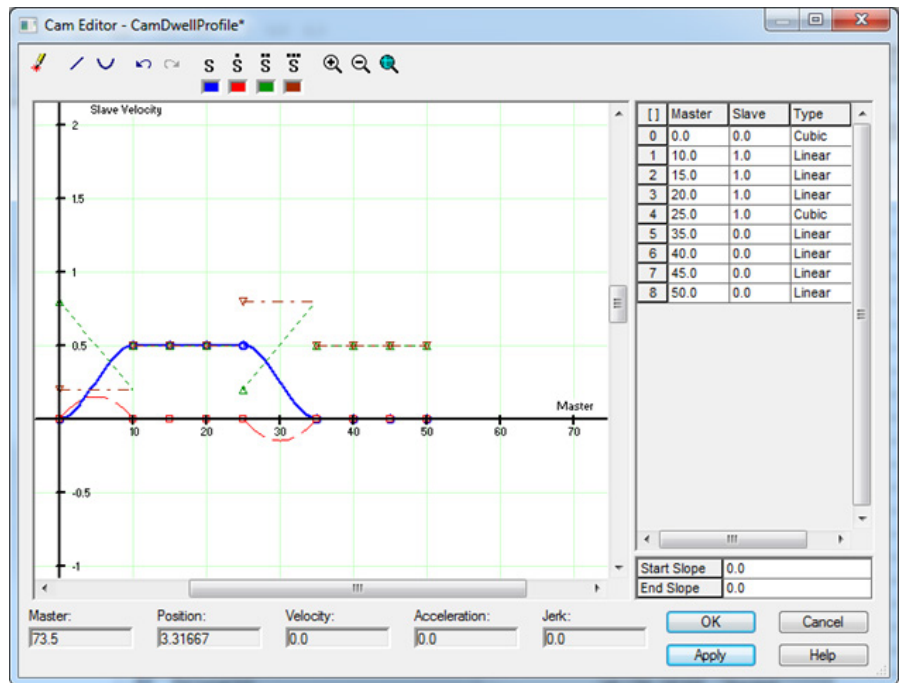 Cam Editor - CamDwellProfile*
S Ṡ S̈ S⃛
Slave Velocity
2
1.5
1
0.5
Master
10 20 30 40 50 60 70
-0.5
-1
[ ] Master Slave Type
0 0.0 0.0 Cubic
1 10.0 1.0 Linear
2 15.0 1.0 Linear
3 20.0 1.0 Linear
4 25.0 1.0 Cubic
5 35.0 0.0 Linear
6 40.0 0.0 Linear
7 45.0 0.0 Linear
8 50.0 0.0 Linear
Start Slope 0.0
End Slope 0.0
Master: Position: Velocity: Acceleration: Jerk:
73.5 3.31667 0.0 0.0 0.0
OK Cancel
Apply Help